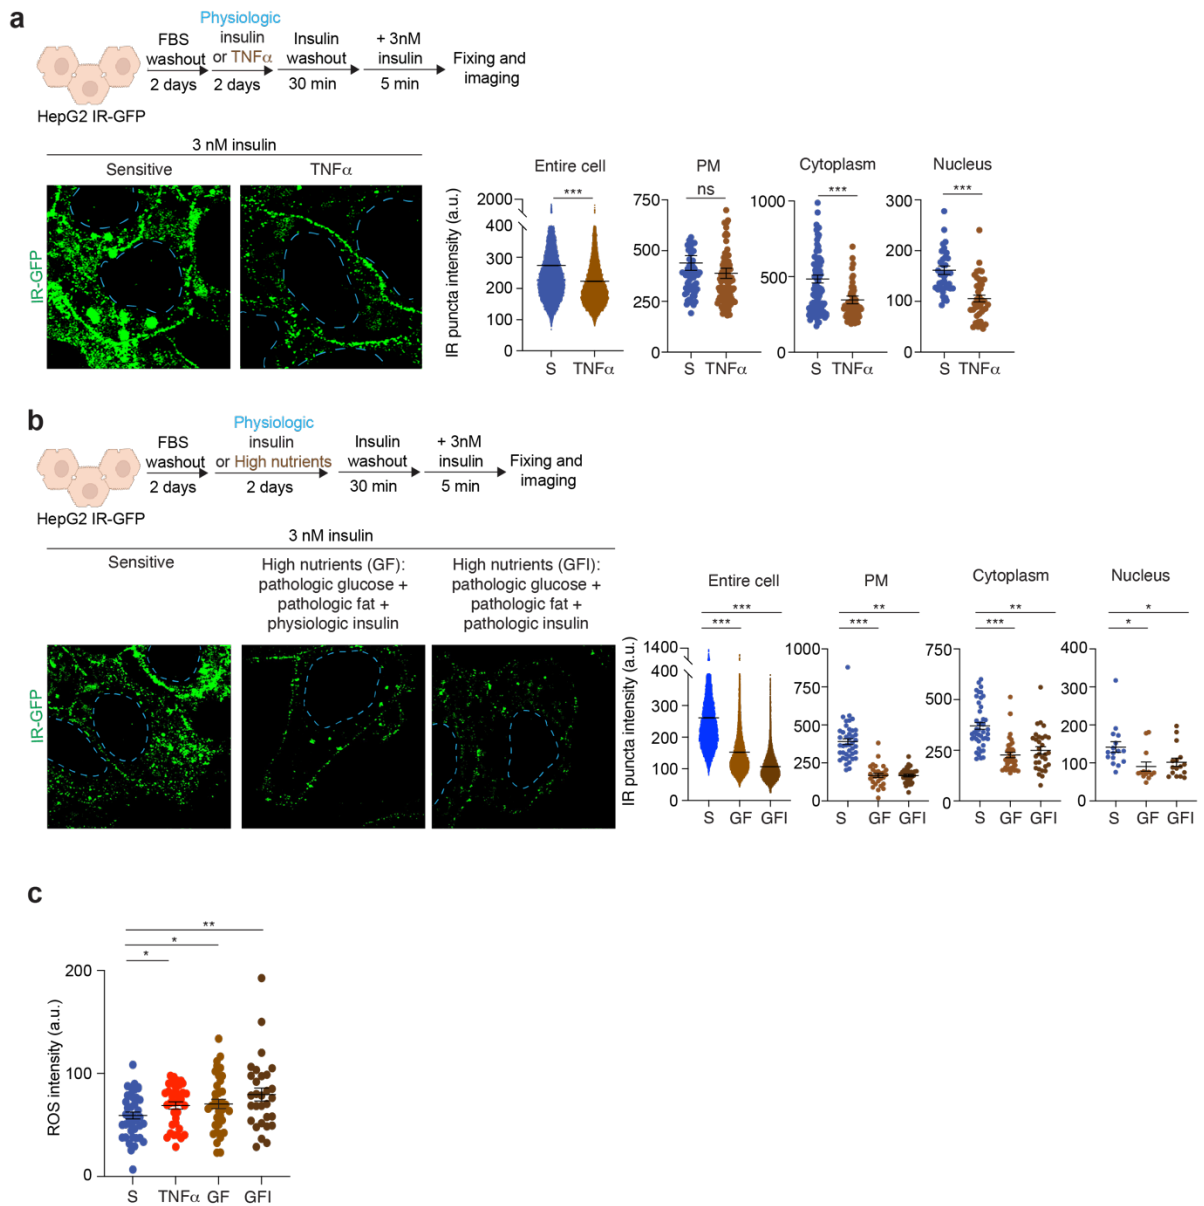 a
Physiologic
FBS
washout
2 days
insulin
or TNFα
2 days
Insulin
washout
30 min
+ 3nM
insulin
5 min
Fixing and
imaging
HepG2 IR-GFP
3 nM insulin
Sensitive
TNFα
IR-GFP
Entire cell
PM
Cytoplasm
Nucleus
IR puncta intensity (a.u.)
2000
400
300
200
100
0
***
S
TNFα
750
500
250
0
ns
S
TNFα
1000
500
0
***
S
TNFα
300
200
100
0
***
S
TNFα
b
Physiologic
FBS
washout
2 days
insulin
or High nutrients
2 days
Insulin
washout
30 min
+ 3nM
insulin
5 min
Fixing and
imaging
HepG2 IR-GFP
3 nM insulin
Sensitive
High nutrients (GF):
pathologic glucose +
pathologic fat +
physiologic insulin
High nutrients (GFI):
pathologic glucose +
pathologic fat +
pathologic insulin
IR-GFP
Entire cell
PM
Cytoplasm
Nucleus
IR puncta intensity (a.u.)
1400
400
300
200
100
0
***
***
S
GF
GFI
1000
750
500
250
0
**
***
S
GF
GFI
750
500
250
0
**
***
S
GF
GFI
400
300
200
100
0
*
*
S
GF
GFI
c
**
*
*
ROS intensity (a.u.)
200
100
0
S
TNFα
GF
GFI